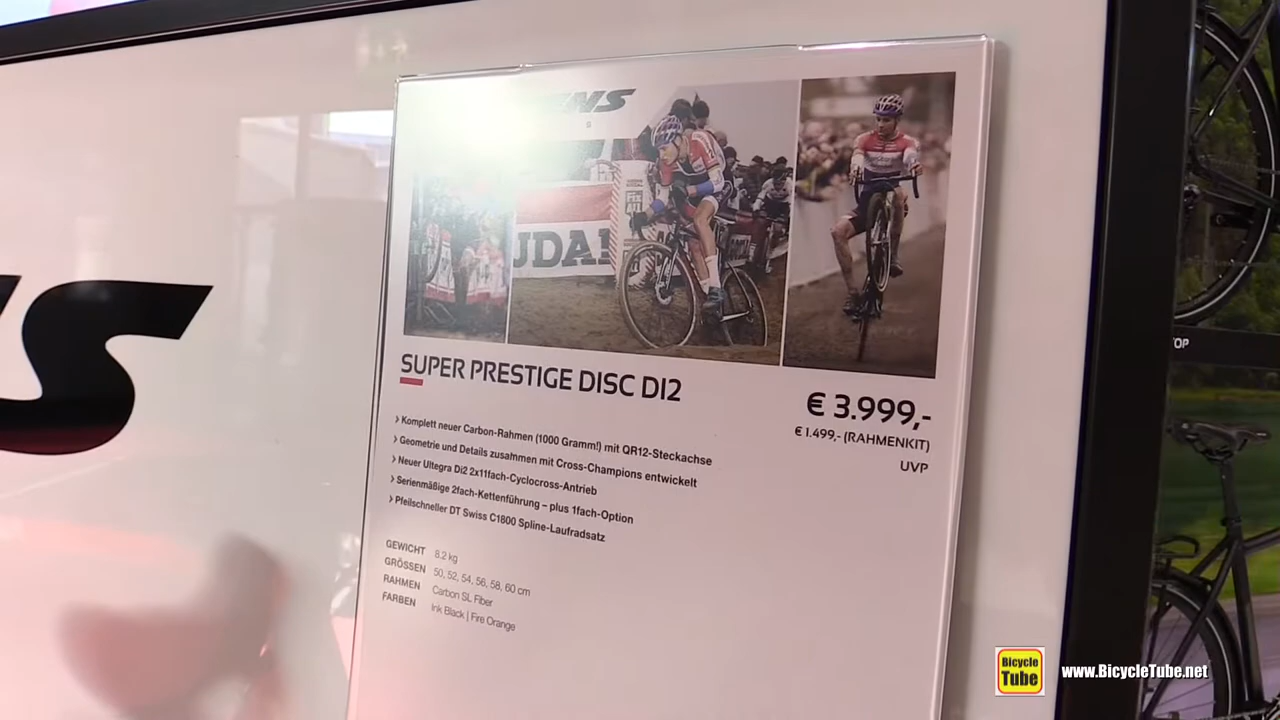 SUPER PRESTIGE DISC DI2
€ 3.999,-
€ 1.499,- (RAHMENKIT)
UVP
› Komplett neuer Carbon-Rahmen (1000 Gramm!) mit QR12-Steckachse
› Geometrie und Details zusahmen mit Cross-Champions entwickelt
› Neuer Ultegra Di2 2x11fach-Cyclocross-Antrieb
› Serienmäßige 2fach-Kettenführung – plus 1fach-Option
› Pfeilschneller DT Swiss C1800 Spline-Laufradsatz
GEWICHT 8.2 kg
GRÖSSEN 50, 52, 54, 56, 58, 60 cm
RAHMEN Carbon SL Fiber
FARBEN Ink Black | Fire Orange
Bicycle
Tube
www.BicycleTube.net